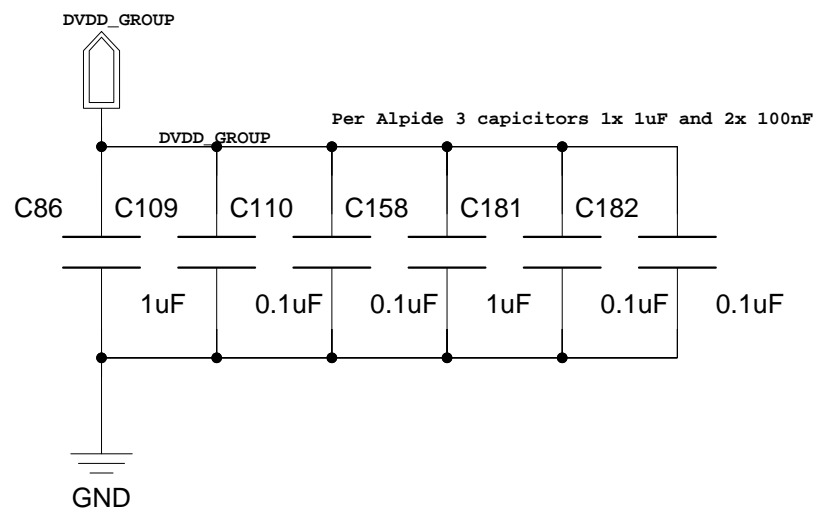 DVDD_GROUP
Per Alpide 3 capicitors 1x 1uF and 2x 100nF
DVDD_GROUP
C86 C109 C110 C158 C181 C182
1uF 0.1uF 0.1uF 1uF 0.1uF 0.1uF
GND